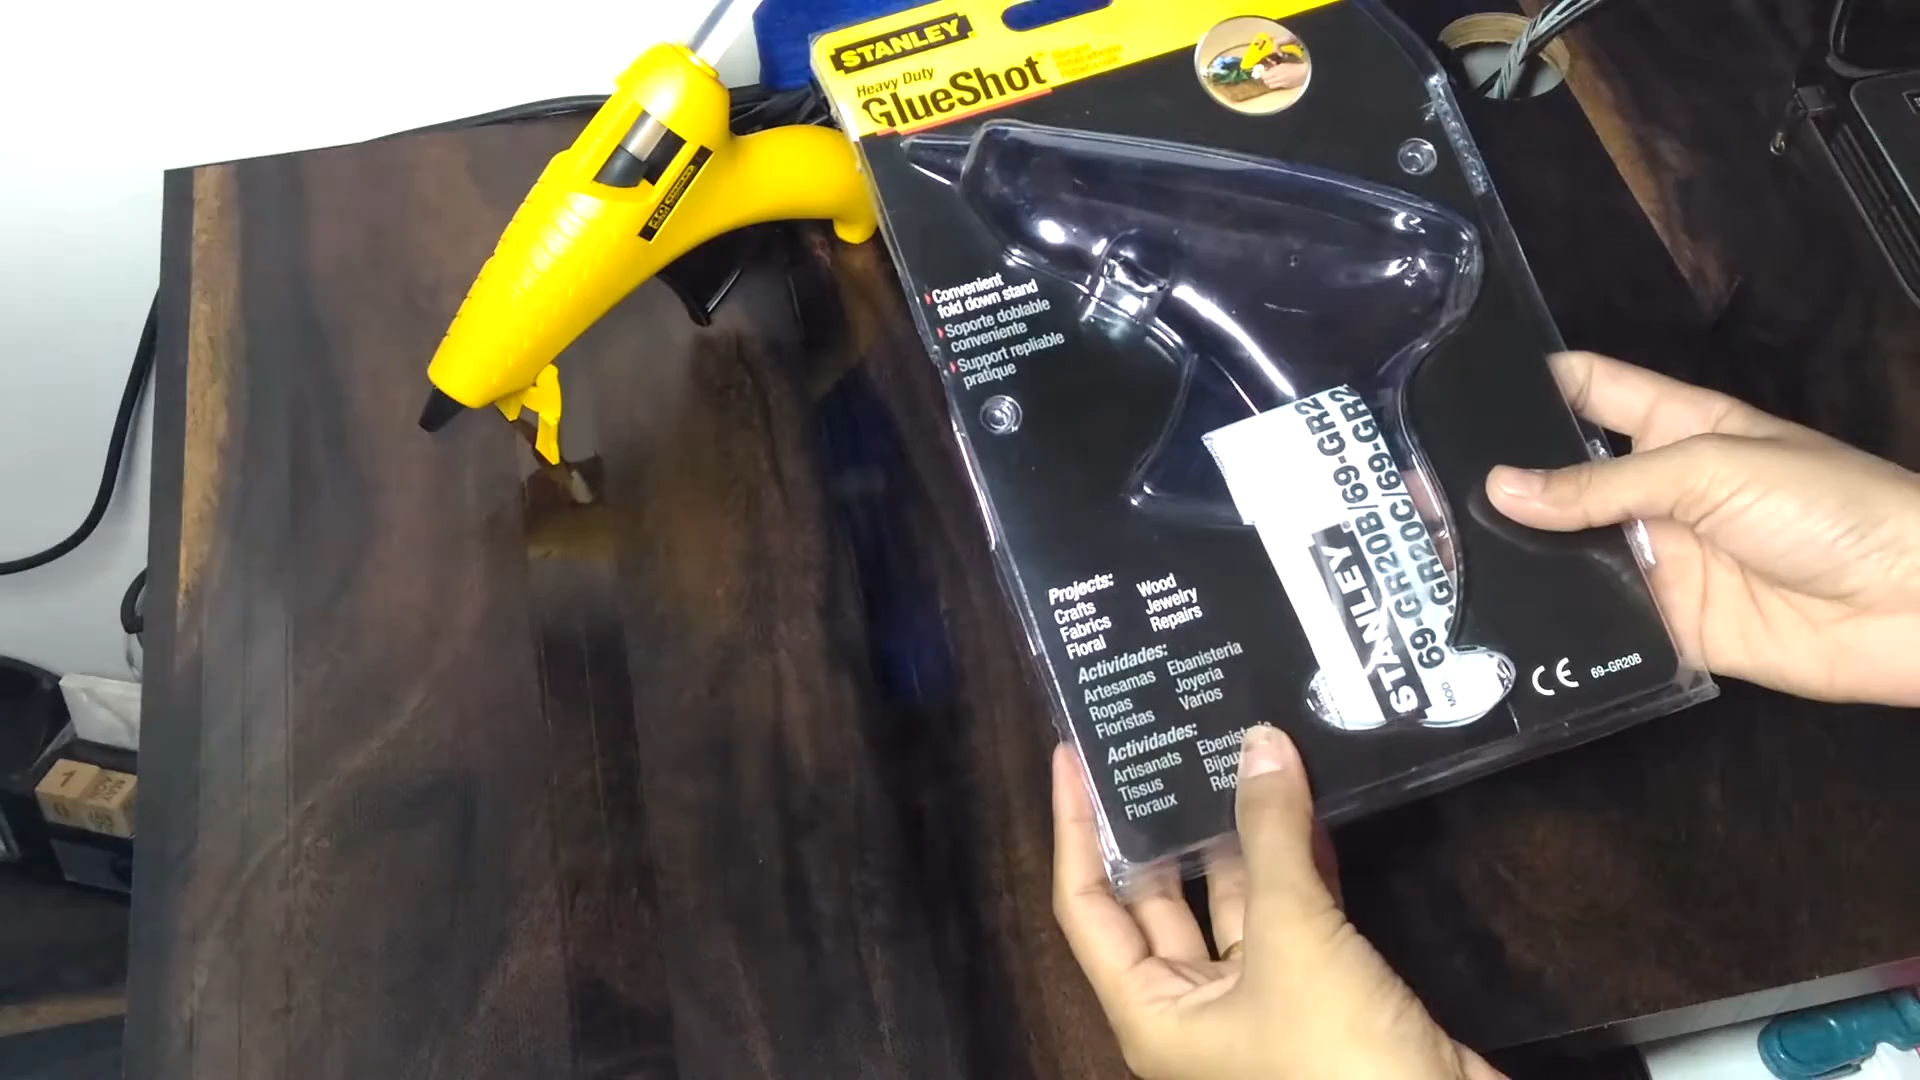 STANLEY
Heavy Duty
GlueShot
Convenient
fold down stand
Soporte doblable
conveniente
Support repliable
pratique
69-GR20B/69-GR2
GR20C/69-GR2
STANLEY
MOD
Projects:
Crafts
Fabrics
Floral
Wood
Jewelry
Repairs
Actividades:
Artesamas
Ropas
Floristas
Ebanisteria
Joyeria
Varios
Actividades:
Artisanats
Tissus
Floraux
CE
69-GR20B